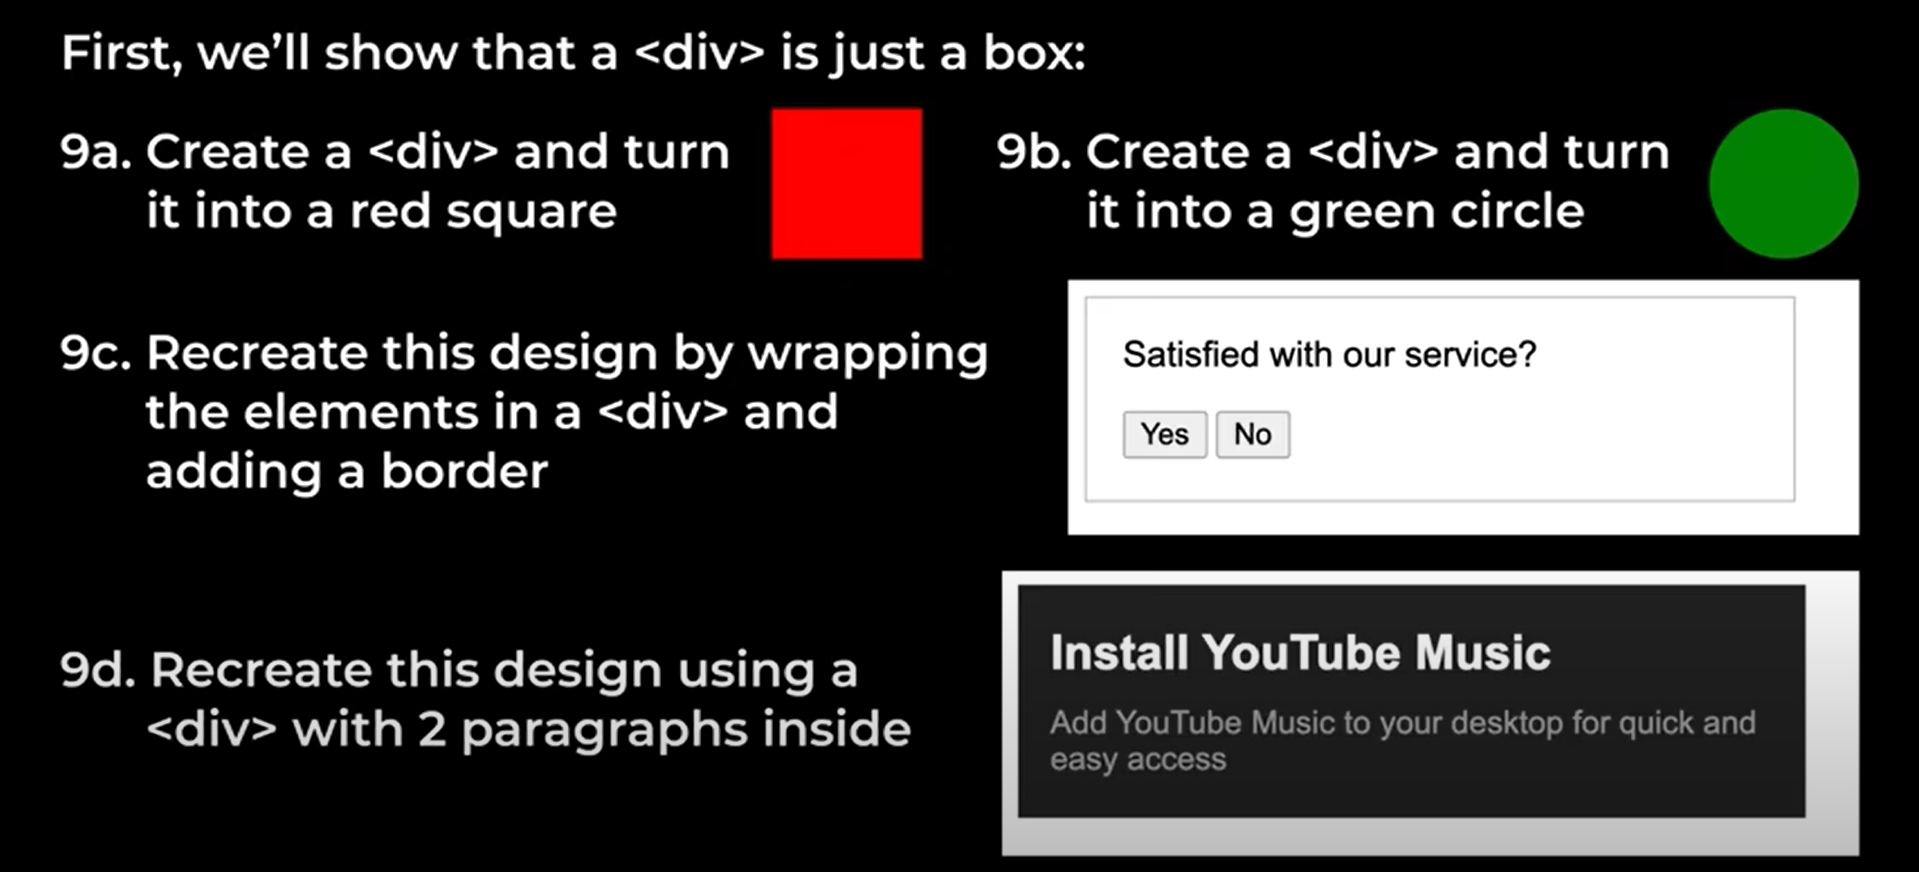 First, we’ll show that a <div> is just a box:
9a. Create a <div> and turn
it into a red square
9b. Create a <div> and turn
it into a green circle
9c. Recreate this design by wrapping
the elements in a <div> and
adding a border
Satisfied with our service?
Yes No
9d. Recreate this design using a
<div> with 2 paragraphs inside
Install YouTube Music
Add YouTube Music to your desktop for quick and
easy access